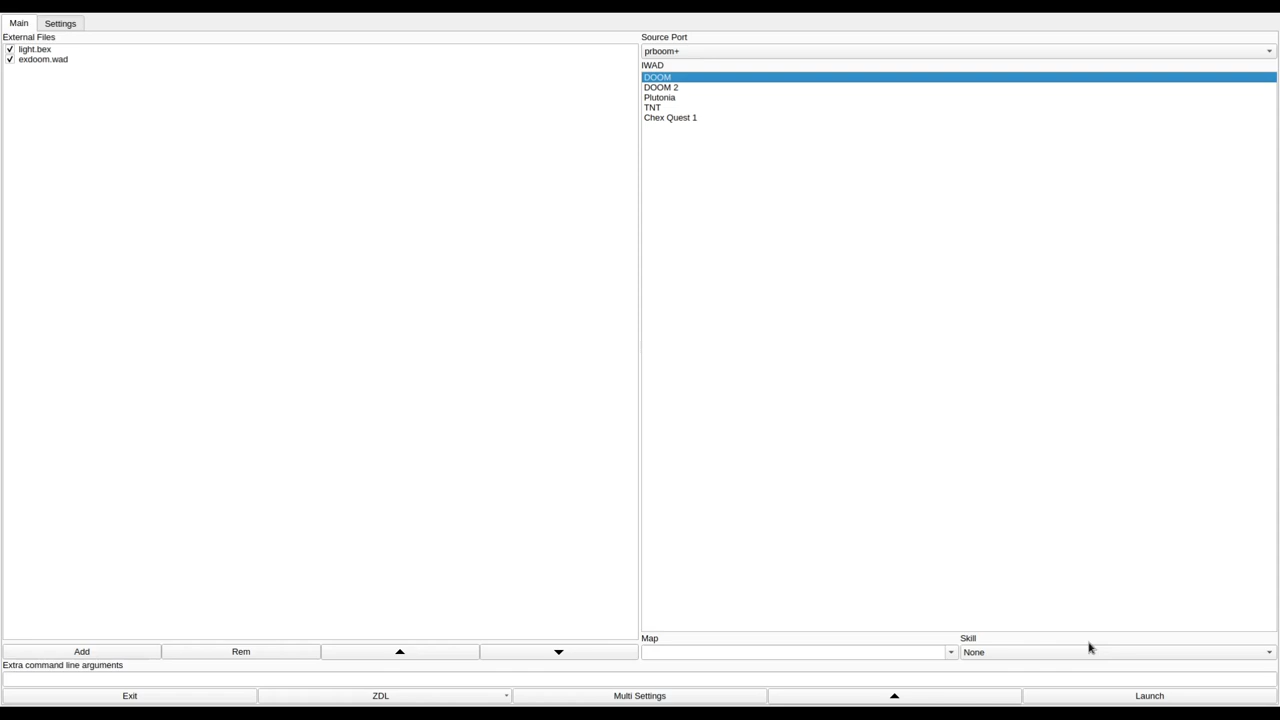 Main
Settings
External Files
light.bex
exdoom.wad
Source Port
prboom+
IWAD
DOOM
DOOM 2
Plutonia
TNT
Chex Quest 1
Map
Skill
None
Add
Rem
Extra command line arguments
Exit
ZDL
Multi Settings
Launch